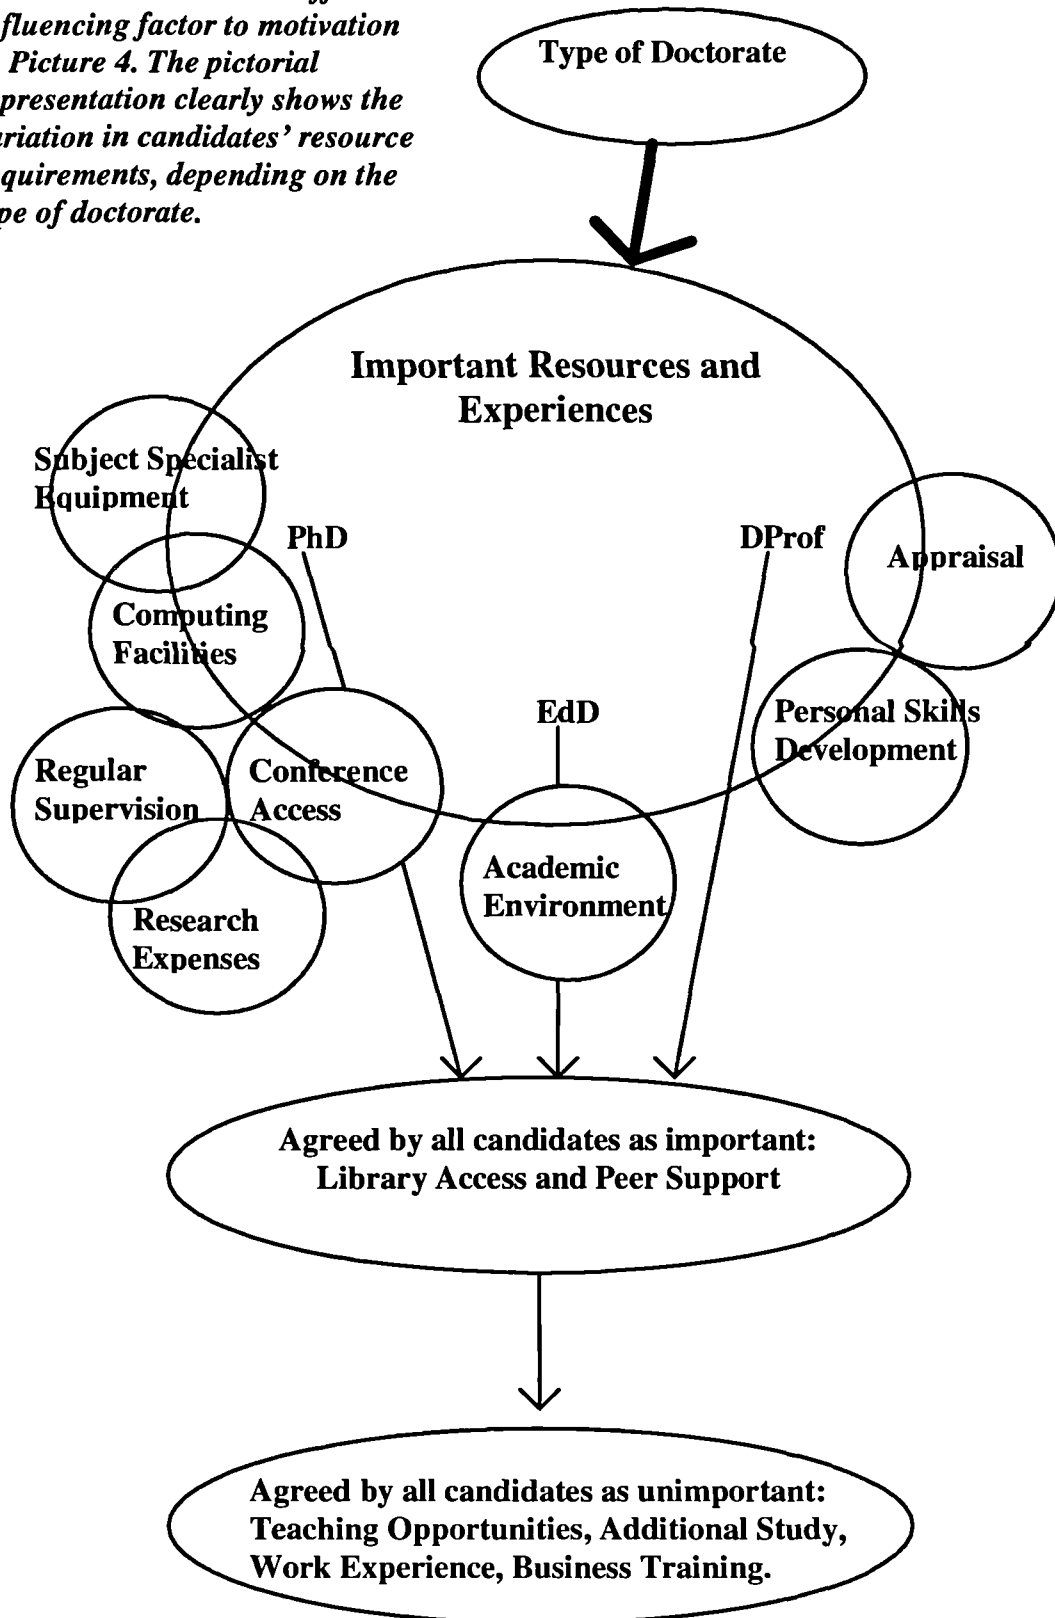 fluencing factor to motivation
Picture 4. The pictorial
presentation clearly shows the
ariation in candidates' resource
quirements, depending on the
pe of doctorate.
Type of Doctorate
Important Resources and
Experiences
Subject Specialist
Equipment
PhD
DProf
Appraisal
Computing
Facilities
EdD
Personal Skills
Development
Regular
Supervision
Conference
Access
Academic
Environment
Research
Expenses
Agreed by all candidates as important:
Library Access and Peer Support
Agreed by all candidates as unimportant:
Teaching Opportunities, Additional Study,
Work Experience, Business Training.